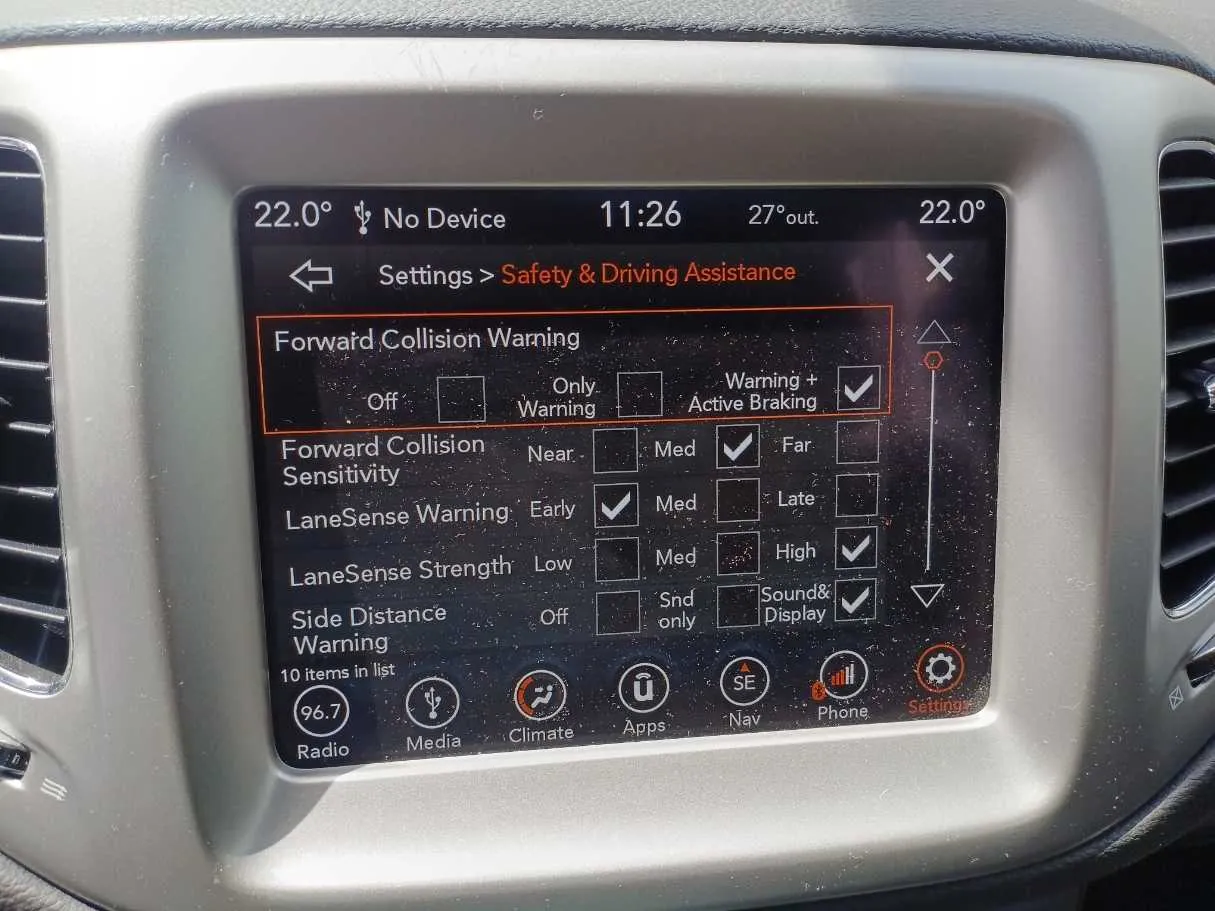 22.0° No Device 11:26 27°out. 22.0°
Settings > Safety & Driving Assistance
Forward Collision Warning
Off Only Warning Warning + Active Braking
Forward Collision Sensitivity Near Med Far
LaneSense Warning Early Med Late
LaneSense Strength Low Med High
Side Distance Warning Off Snd only Sound& Display
10 items in list
96.7 SE
Radio Media Climate Apps Nav Phone Settings